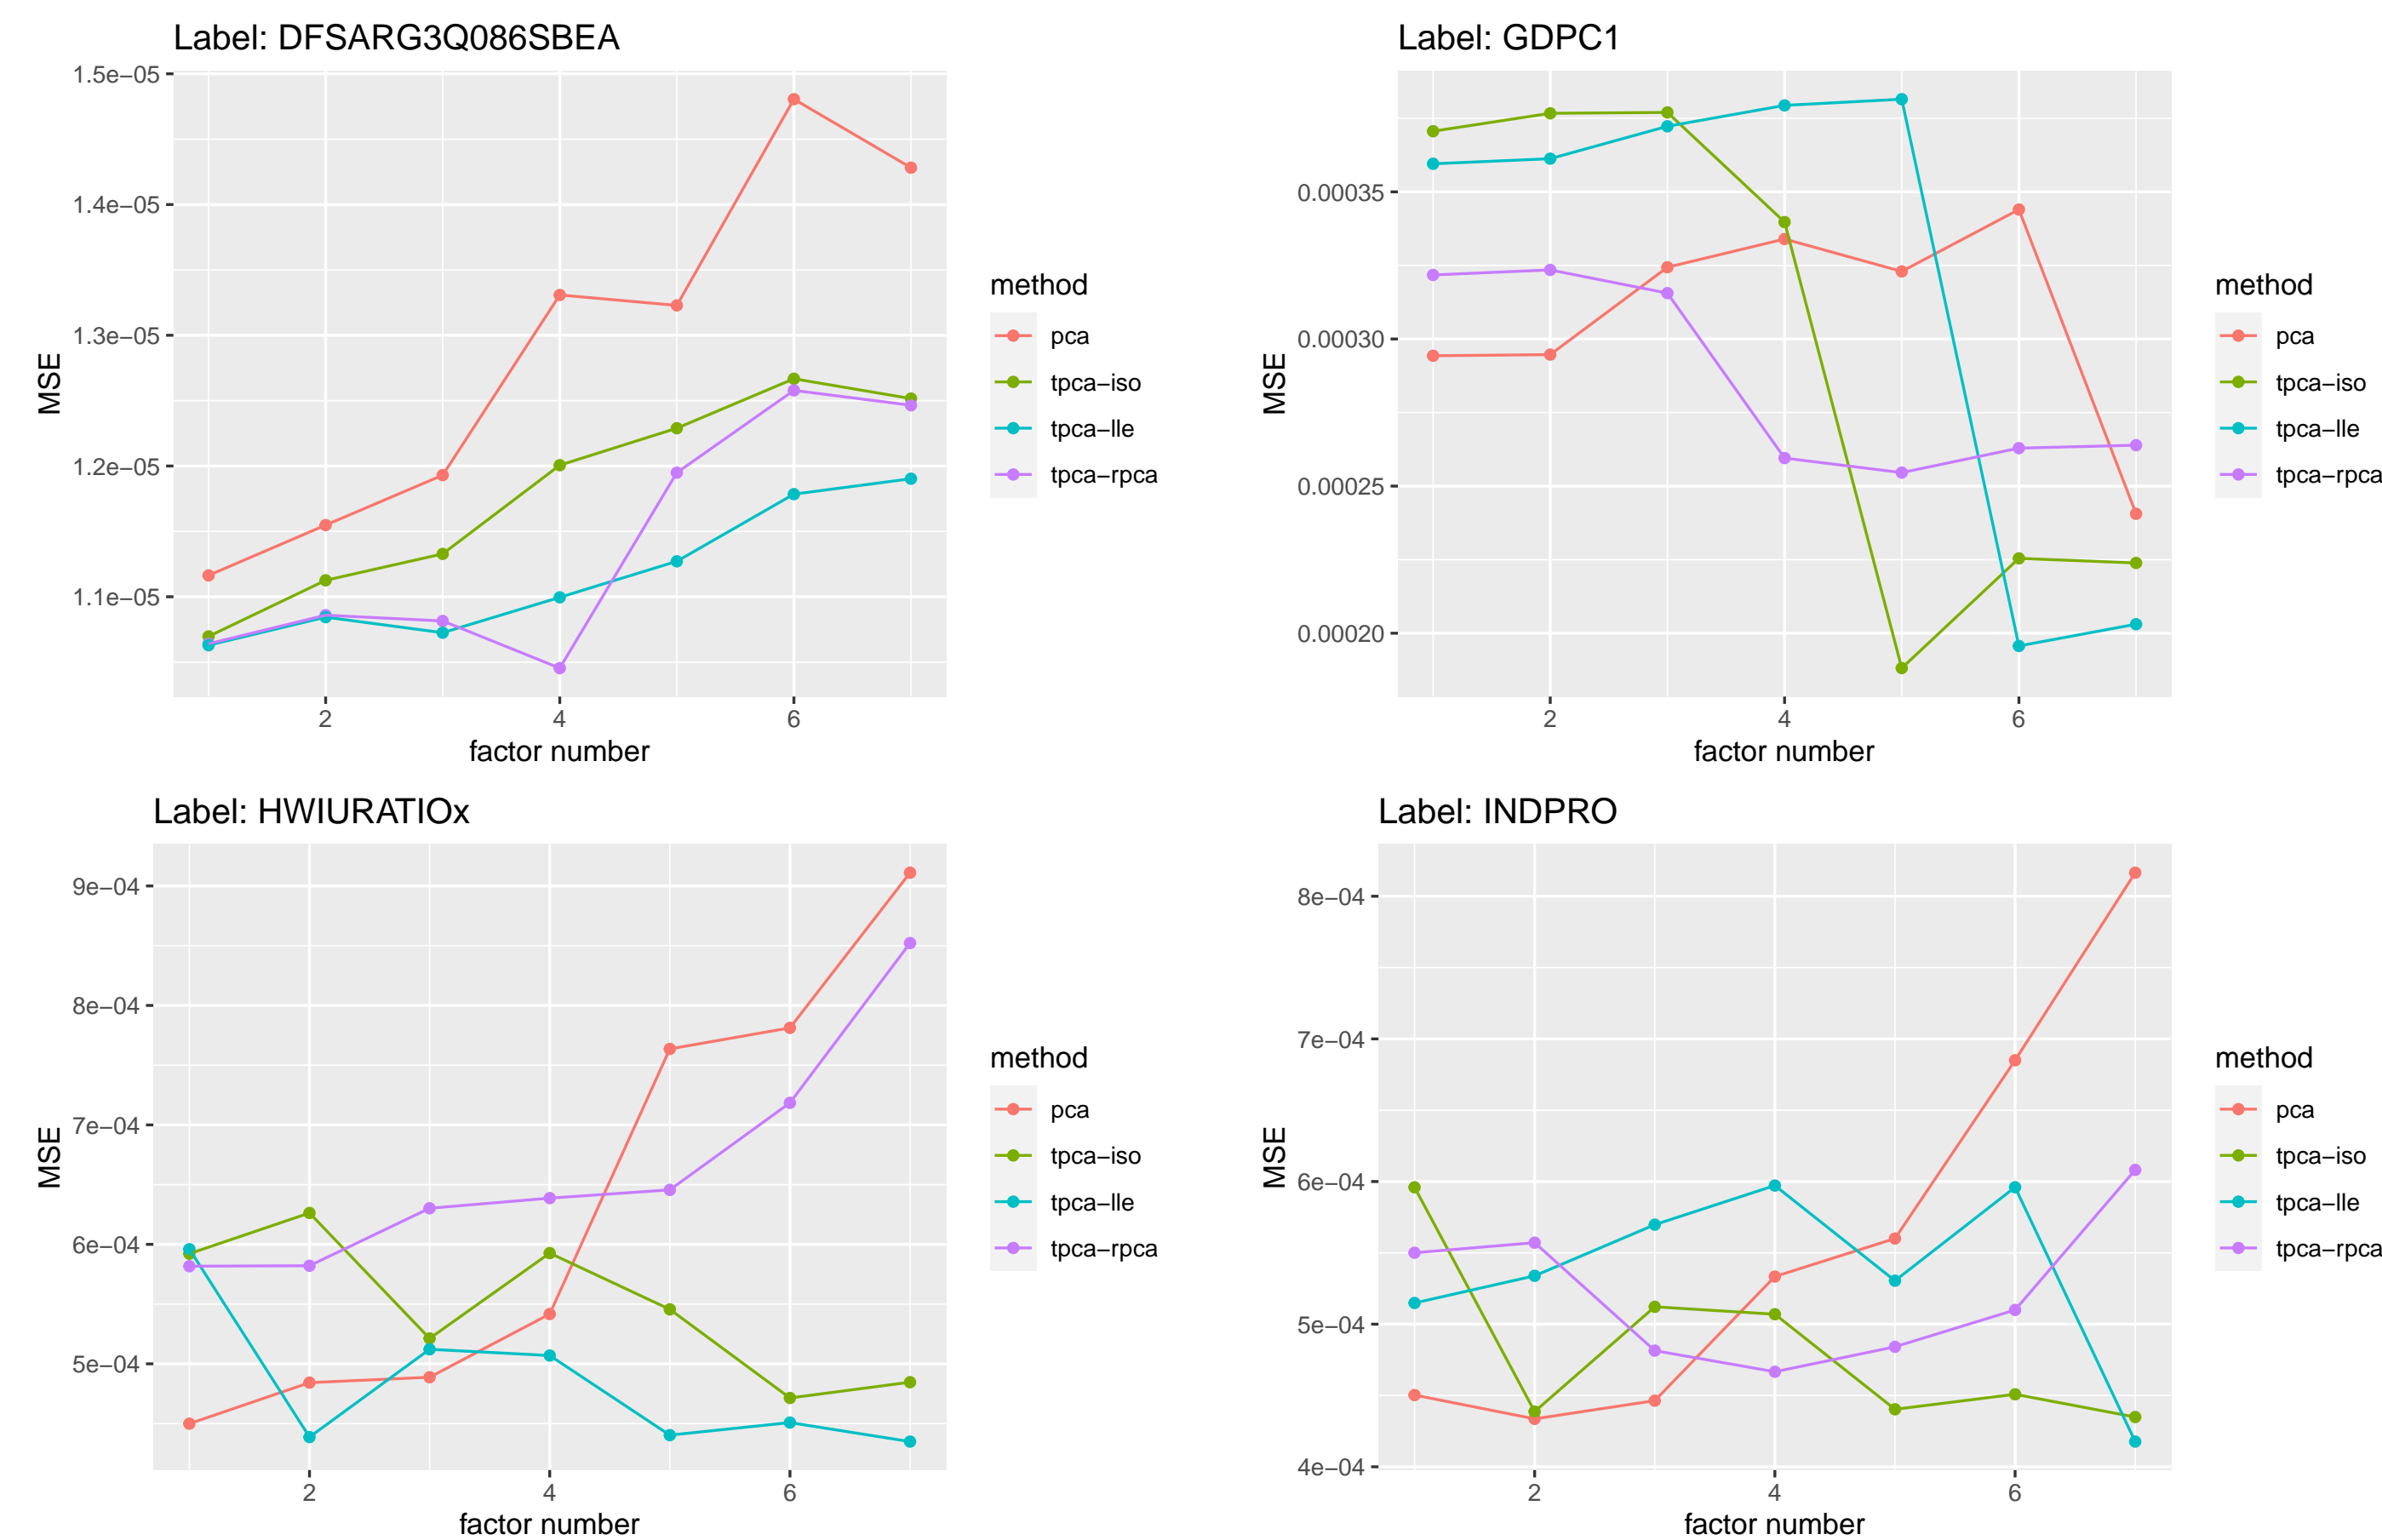 Label: DFSARG3Q086SBEA
1.5e−05
1.4e−05
1.3e−05
1.2e−05
1.1e−05
MSE
2 4 6
factor number
method
pca
tpca−iso
tpca−lle
tpca−rpca
Label: GDPC1
0.00035
0.00030
0.00025
0.00020
MSE
2 4 6
factor number
method
pca
tpca−iso
tpca−lle
tpca−rpca
Label: HWIURATIOx
9e−04
8e−04
7e−04
6e−04
5e−04
MSE
2 4 6
factor number
method
pca
tpca−iso
tpca−lle
tpca−rpca
Label: INDPRO
8e−04
7e−04
6e−04
5e−04
4e−04
MSE
2 4 6
factor number
method
pca
tpca−iso
tpca−lle
tpca−rpca